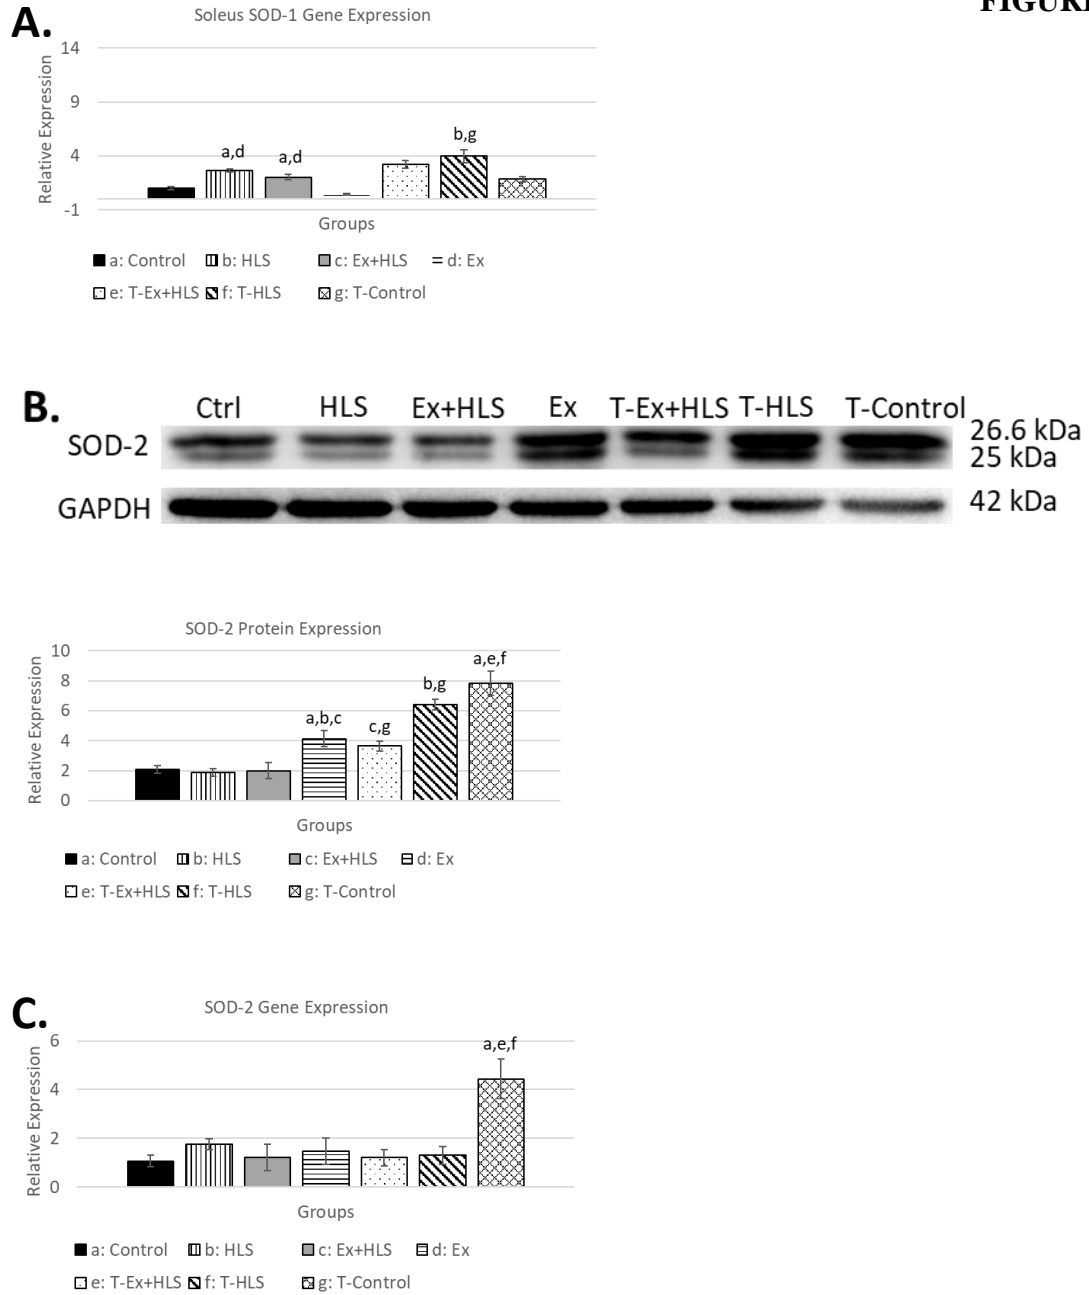 FIGURE
A.
Soleus SOD-1 Gene Expression
14
9
4
-1
Relative Expression
a,d
a,d
b,g
Groups
a: Control b: HLS c: Ex+HLS d: Ex
e: T-Ex+HLS f: T-HLS g: T-Control
B.
Ctrl HLS Ex+HLS Ex T-Ex+HLS T-HLS T-Control
SOD-2
26.6 kDa
25 kDa
GAPDH
42 kDa
SOD-2 Protein Expression
10
8
6
4
2
0
Relative Expression
a,b,c
c,g
b,g
a,e,f
Groups
a: Control b: HLS c: Ex+HLS d: Ex
e: T-Ex+HLS f: T-HLS g: T-Control
C.
SOD-2 Gene Expression
6
4
2
0
Relative Expression
a,e,f
Groups
a: Control b: HLS c: Ex+HLS d: Ex
e: T-Ex+HLS f: T-HLS g: T-Control